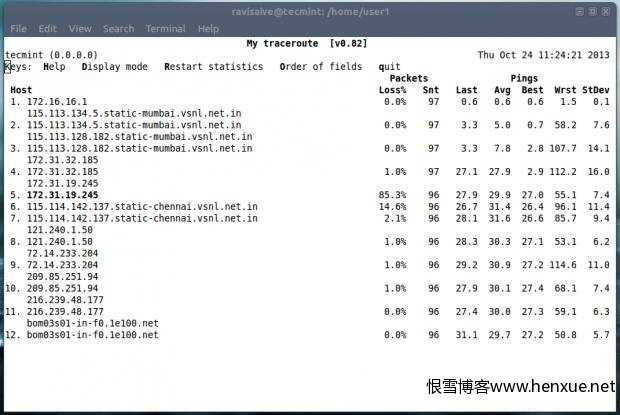 ravisaive@tecmint: /home/user1
File Edit View Search Terminal Help
My traceroute [v0.82]
tecmint (0.0.0.0) Thu Oct 24 11:24:21 2013
Keys: Help Display mode Restart statistics Order of fields quit
Packets Pings
Host Loss% Snt Last Avg Best Wrst StDev
1. 172.16.16.1 0.0% 97 0.6 0.6 0.6 1.5 0.1
115.113.134.5.static-mumbai.vsnl.net.in
2. 115.113.134.5.static-mumbai.vsnl.net.in 0.0% 97 3.3 5.0 0.7 58.2 7.6
115.113.128.182.static-mumbai.vsnl.net.in
3. 115.113.128.182.static-mumbai.vsnl.net.in 0.0% 97 3.3 7.8 2.8 107.7 14.1
172.31.32.185
4. 172.31.32.185 1.0% 97 27.1 27.9 2.9 112.2 16.0
172.31.19.245
5. 172.31.19.245 85.3% 96 27.9 29.9 27.0 55.1 7.4
6. 115.114.142.137.static-chennai.vsnl.net.in 14.6% 96 26.7 31.4 26.4 96.1 11.4
7. 115.114.142.137.static-chennai.vsnl.net.in 2.1% 96 28.1 31.6 26.6 85.7 9.4
121.240.1.50
8. 121.240.1.50 1.0% 96 28.3 30.3 27.1 53.1 6.2
72.14.233.204
9. 72.14.233.204 1.0% 96 29.2 30.9 27.2 114.6 11.0
209.85.251.94
10. 209.85.251.94 1.0% 96 27.9 30.1 27.4 68.1 7.4
216.239.48.177
11. 216.239.48.177 0.0% 96 27.4 30.0 27.3 59.1 6.3
bom03s01-in-f0.1e100.net
12. bom03s01-in-f0.1e100.net 0.0% 96 31.1 29.7 27.2 50.8 5.7
恨雪博客www.henxue.net